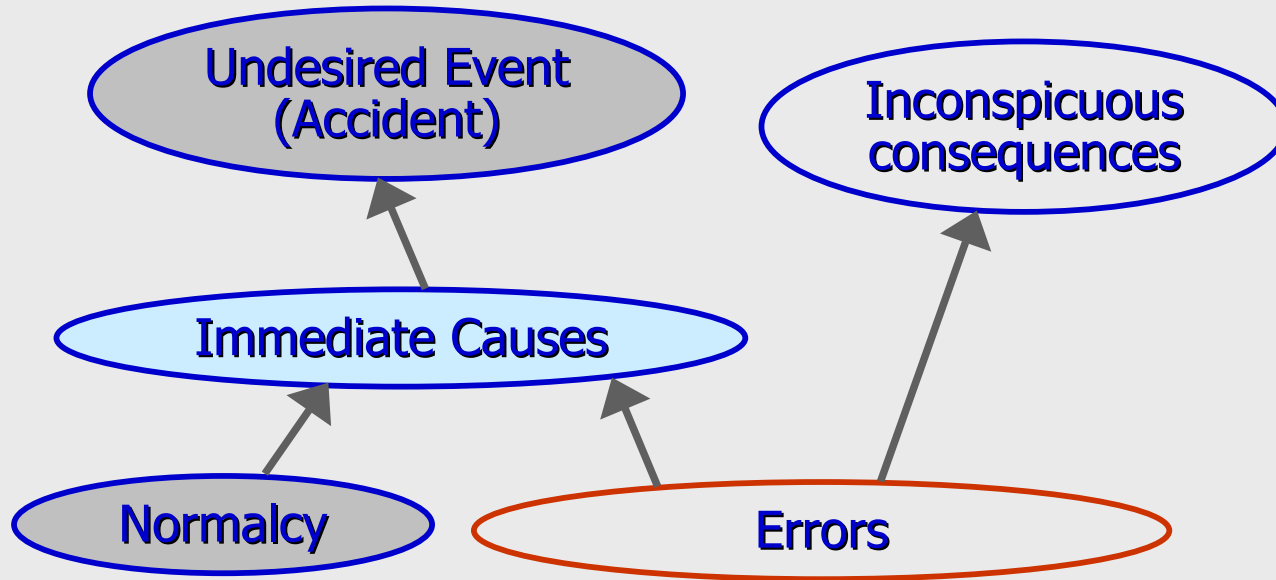 Undesired Event
(Accident)
Inconspicuous
consequences
Immediate Causes
Normalcy
Errors